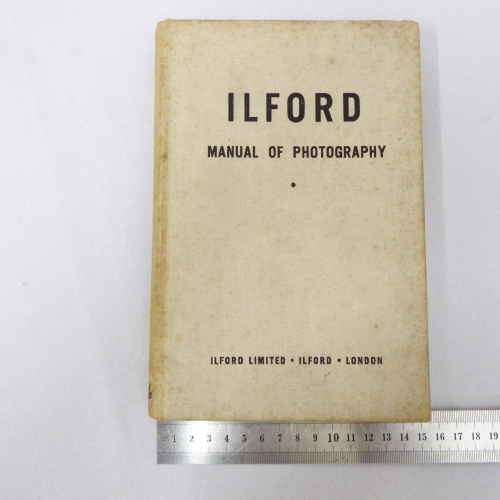 ILFORD
MANUAL OF PHOTOGRAPHY
ILFORD LIMITED • ILFORD • LONDON
1 2 3 4 5 6 7 8 9 10 11 12 13 14 15 16 17 18 19